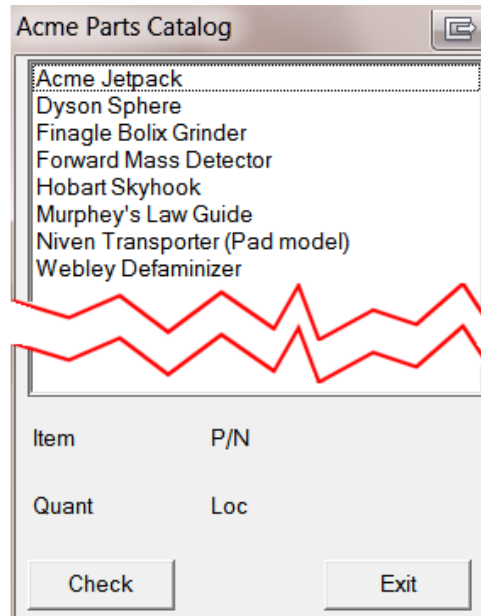 Acme Parts Catalog
Acme Jetpack
Dyson Sphere
Finagle Bolix Grinder
Forward Mass Detector
Hobart Skyhook
Murphey's Law Guide
Niven Transporter (Pad model)
Webley Defaminizer
Item P/N
Quant Loc
Check Exit